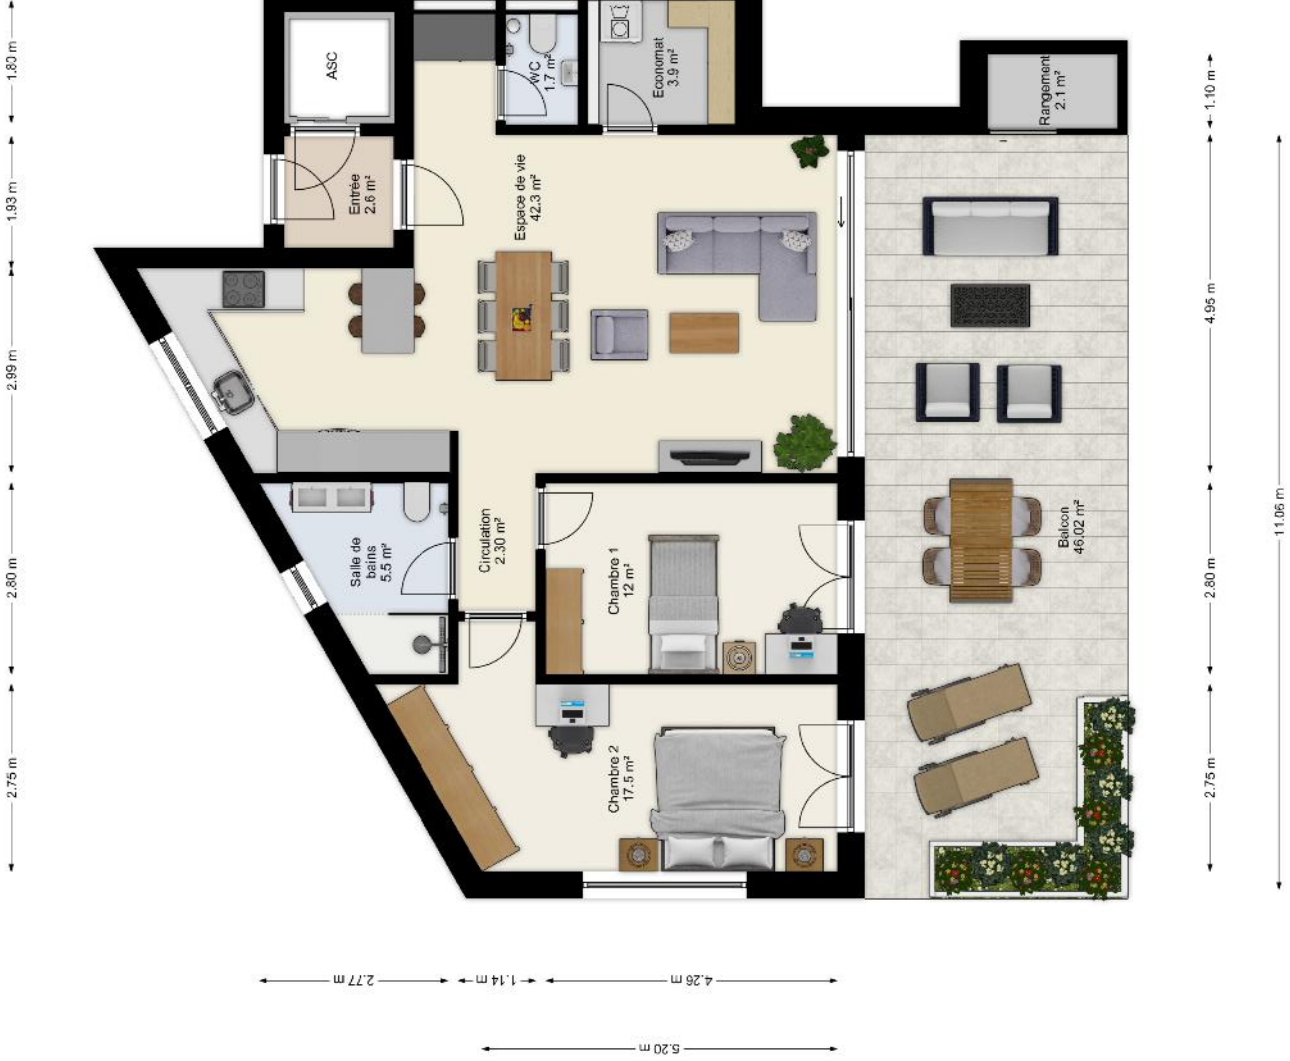 ASC
WC
1.7 m²
Economat
3.9 m²
Rangement
2.1 m²
Entrée
2.6 m²
Espace de vie
42.3 m²
Circulation
2.30 m²
Salle de
bains
5.5 m²
Chambre 1
12 m²
Chambre 2
17.5 m²
Balcon
46.02 m²
1.80 m
1.93 m
2.99 m
2.80 m
2.75 m
1.10 m
4.95 m
2.80 m
2.75 m
11.06 m
2.77 m
1.14 m
4.26 m
5.20 m